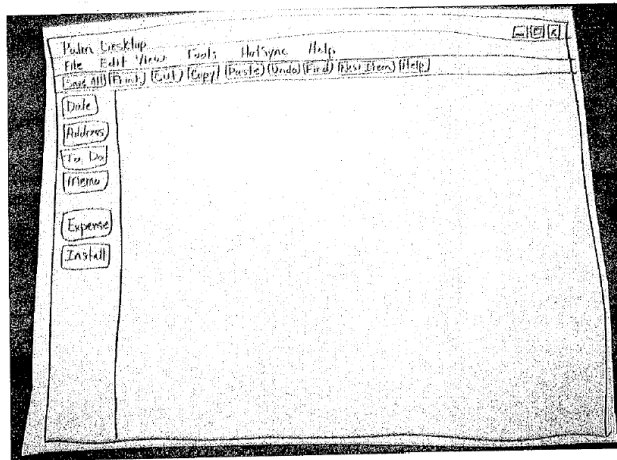 Palm Desktop
File Edit View Tools HotSync Help
Save All Print Cut Copy Paste Undo Find New Item Help
Date
Address
To Do
Memo
Expense
Install